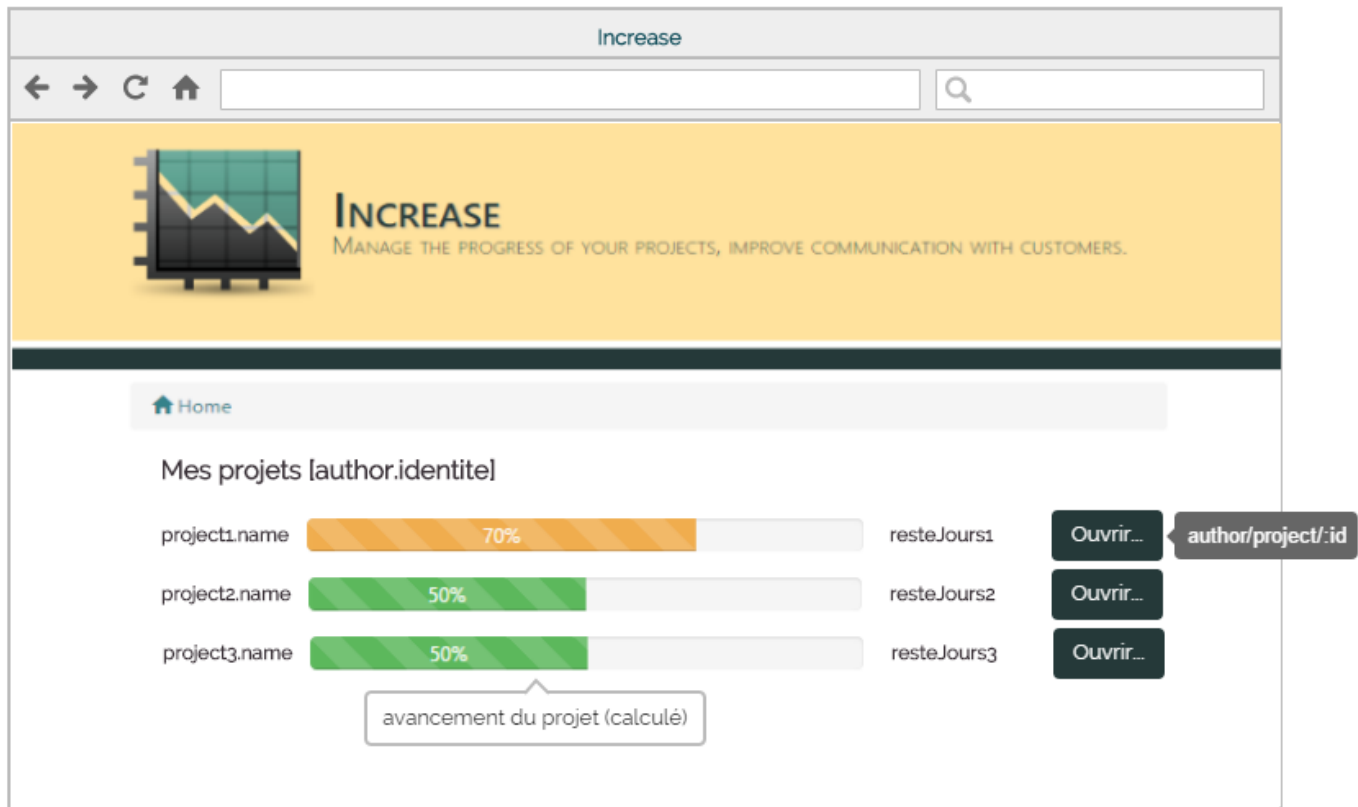 Increase
INCREASE
MANAGE THE PROGRESS OF YOUR PROJECTS, IMPROVE COMMUNICATION WITH CUSTOMERS.
Home
Mes projets [author.identite]
project1.name 70% resteJours1 Ouvrir... author/project/:id
project2.name 50% resteJours2 Ouvrir...
project3.name 50% resteJours3 Ouvrir...
avancement du projet (calculé)